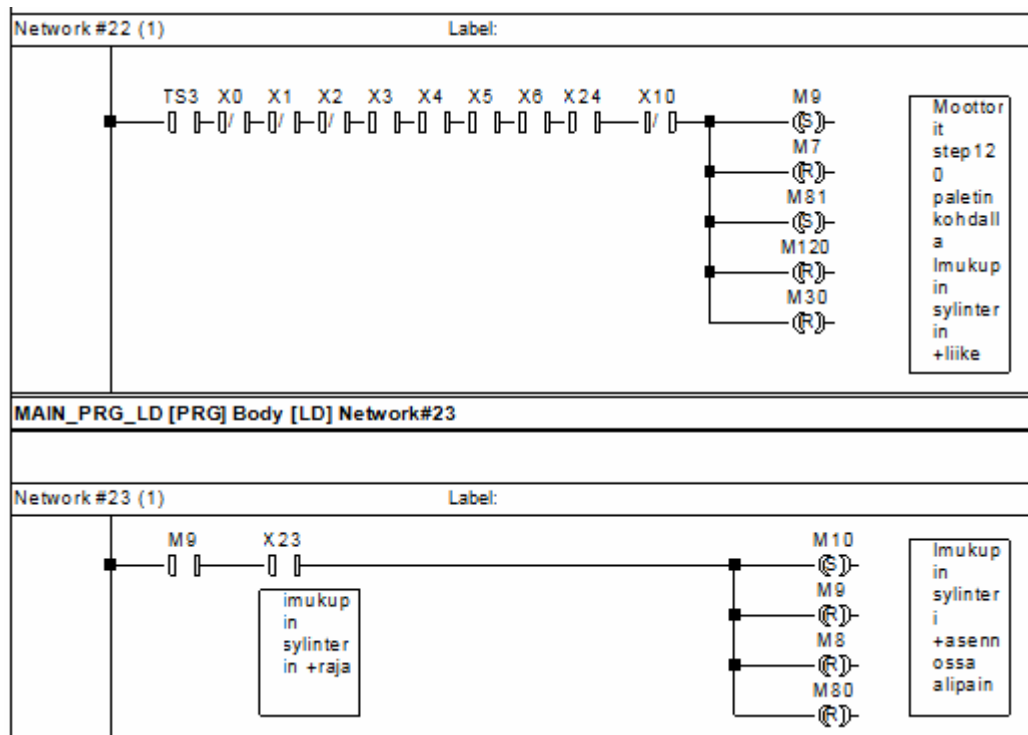 Network #22 (1) Label:
TS3 X0 X1 X2 X3 X4 X5 X6 X24 X10 M9
(S)
M7
(R)
M81
(S)
M120
(R)
M30
(R)
Moottor
it
step12
0
paletin
kohdall
a
Imukup
in
sylinter
in
+liike
MAIN_PRG_LD [PRG] Body [LD] Network#23
Network #23 (1) Label:
M9 X23 M10
(S)
M9
(R)
M8
(R)
M80
(R)
imukup
in
sylinter
in +raja
Imukup
in
sylinter
i
+asenn
ossa
alipain